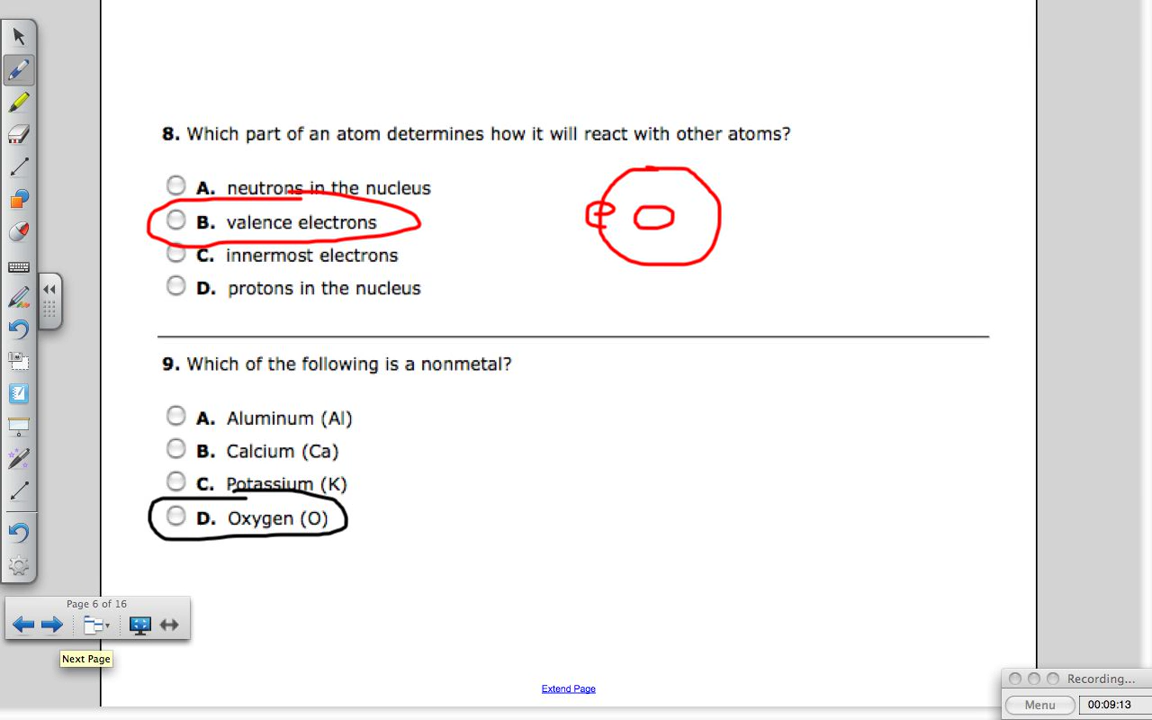 8. Which part of an atom determines how it will react with other atoms?
A. neutrons in the nucleus
B. valence electrons
C. innermost electrons
D. protons in the nucleus
9. Which of the following is a nonmetal?
A. Aluminum (Al)
B. Calcium (Ca)
C. Potassium (K)
D. Oxygen (O)
Page 6 of 16
Next Page
Extend Page
Recording...
Menu
00:09:13